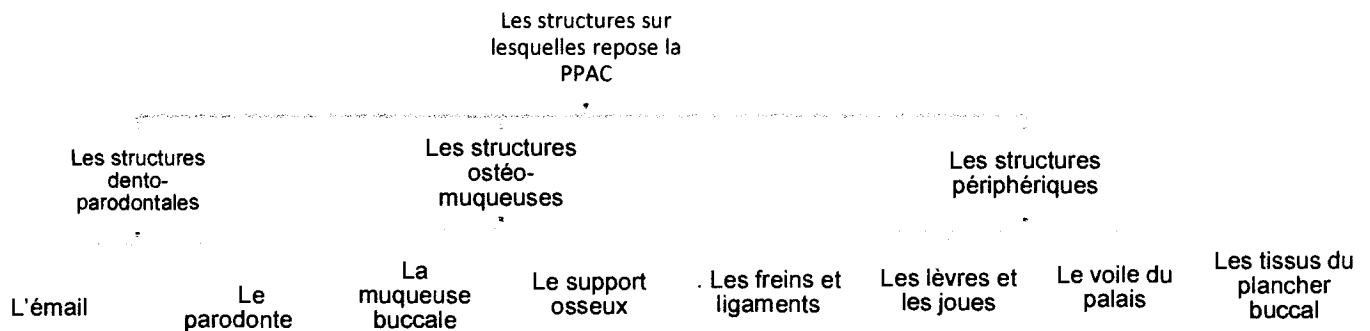 Les structures sur
lesquelles repose la
PPAC
Les structures
dento-
parodontales
Les structures
ostéo-
muqueuses
Les structures
périphériques
L'émail
Le
parodonte
La
muqueuse
buccale
Le support
osseux
. Les freins et
ligaments
Les lèvres et
les joues
Le voile du
palais
Les tissus du
plancher
buccal